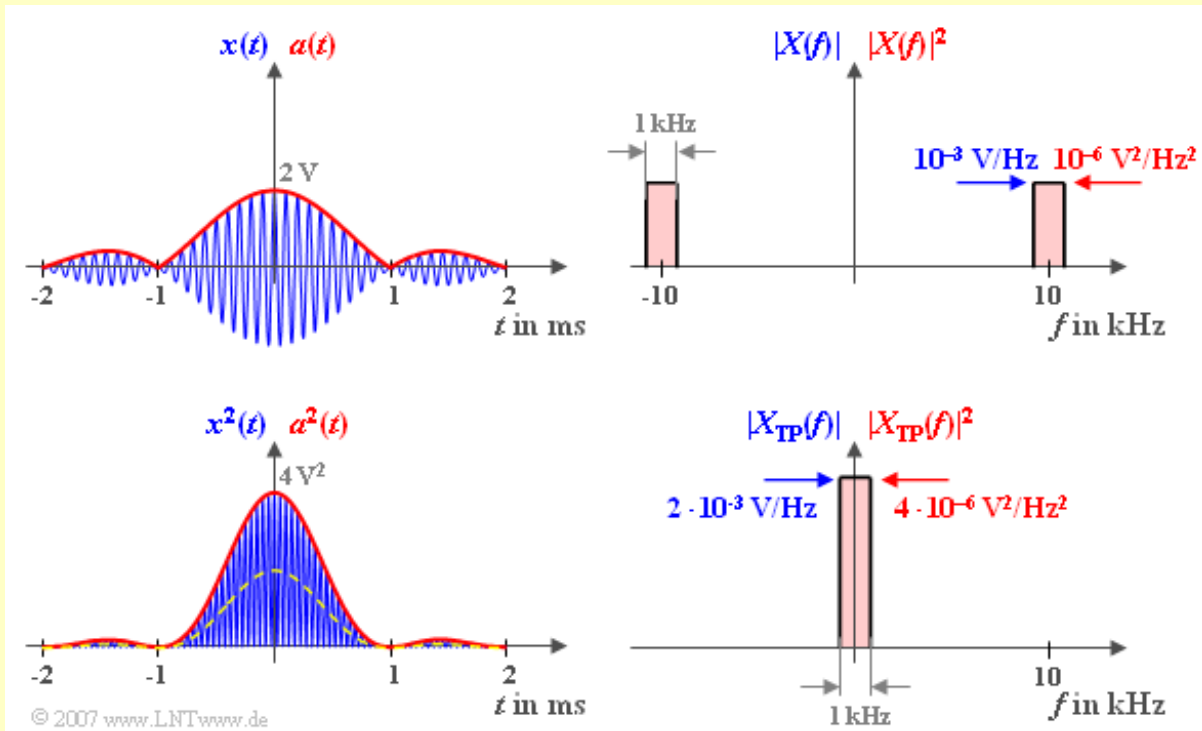 x(t) a(t)
2 V
-2 -1 1 2
t in ms
|X(f)| |X(f)|²
1 kHz
10⁻³ V/Hz 10⁻⁶ V²/Hz²
-10 10
f in kHz
x²(t) a²(t)
4 V²
-2 -1 1 2
t in ms
|X_TP(f)| |X_TP(f)|²
2 · 10⁻³ V/Hz 4 · 10⁻⁶ V²/Hz²
10
1 kHz
f in kHz
© 2007 www.LNTwww.de